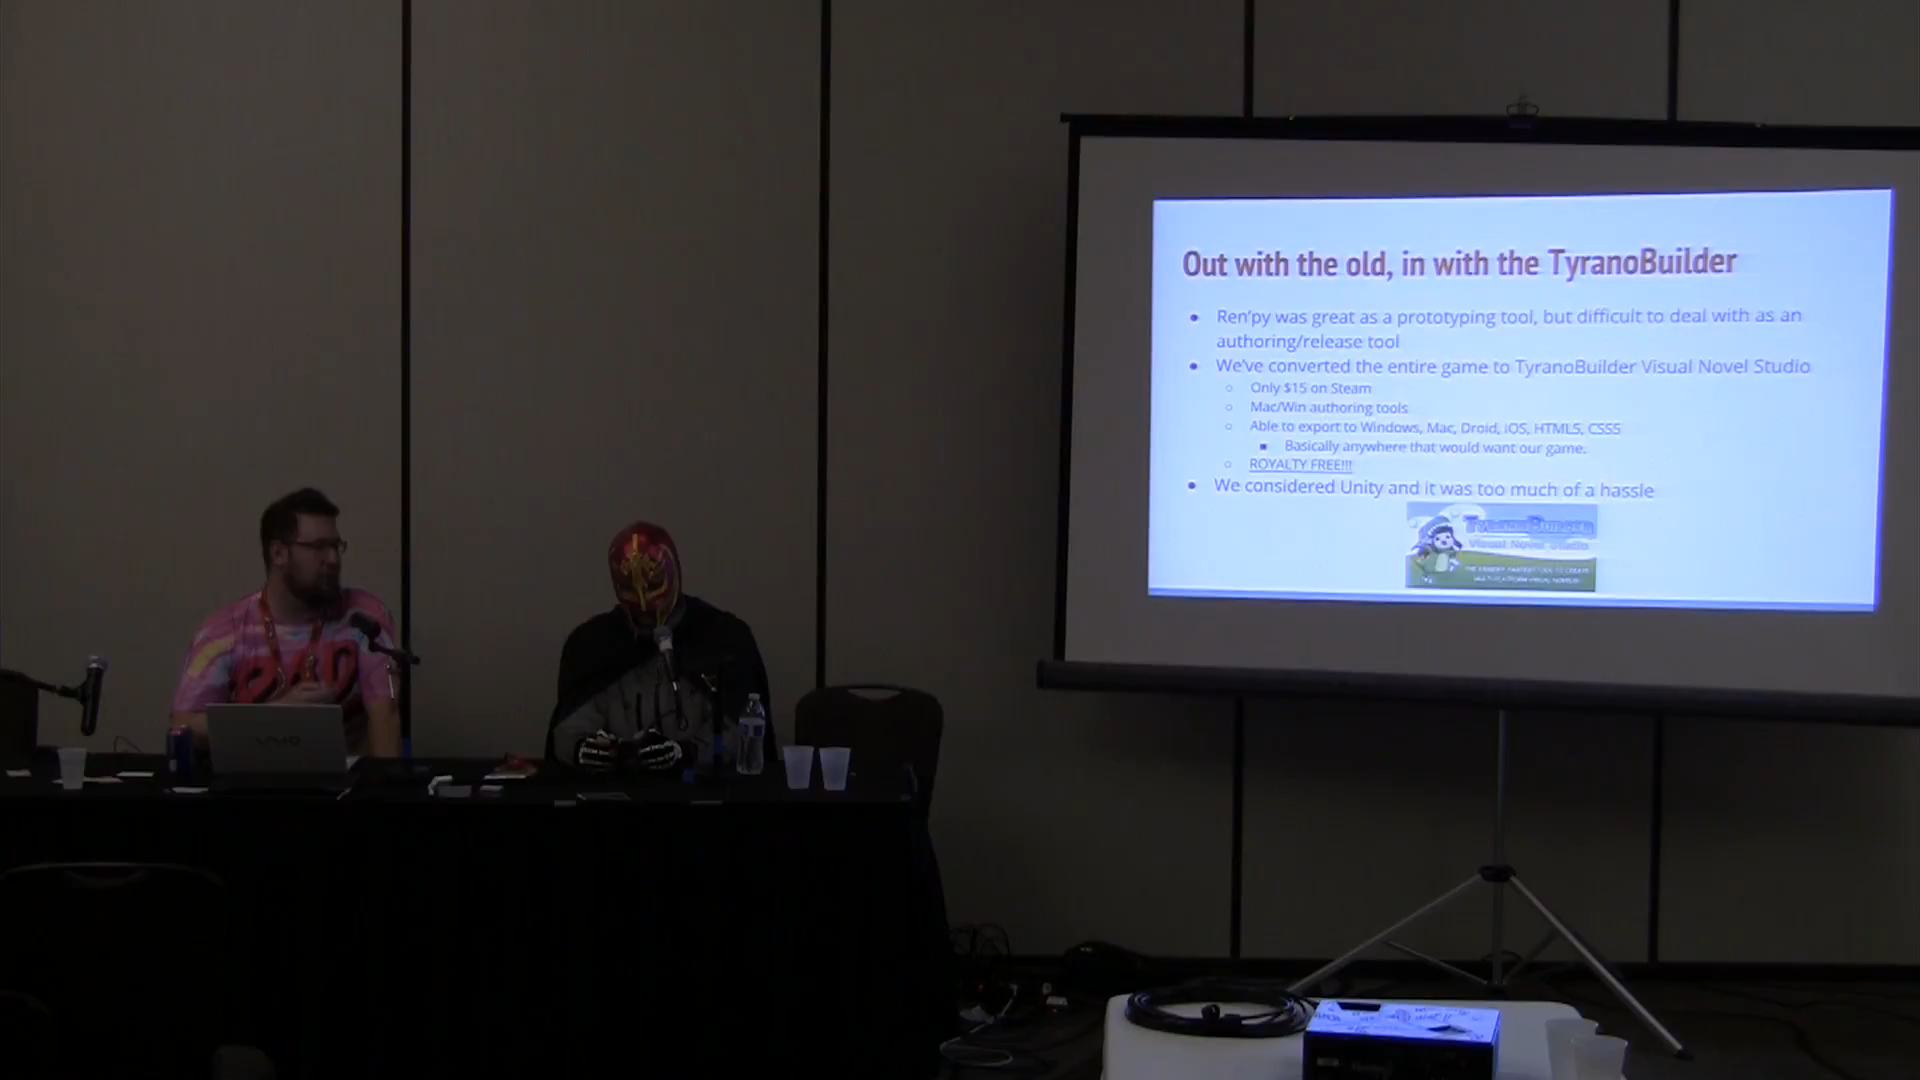 Out with the old, in with the TyranoBuilder
Ren'py was great as a prototyping tool, but difficult to deal with as an
authoring/release tool
We've converted the entire game to TyranoBuilder Visual Novel Studio
Only $15 on Steam
Mac/Win authoring tools
Able to export to Windows, Mac, Droid, iOS, HTML5, CSS5
Basically anywhere that would want our game.
ROYALTY FREE!!!
We considered Unity and it was too much of a hassle
TyranoBuilder
Visual Novel Studio
RAD
VAIO